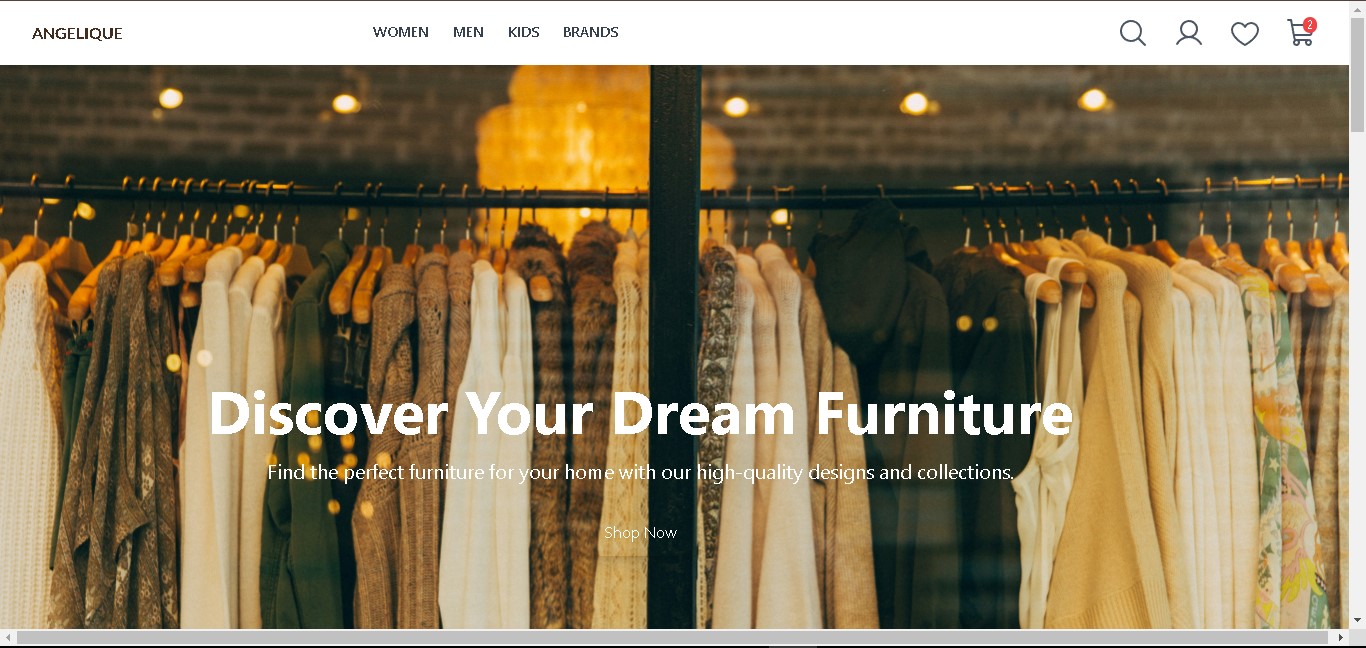 ANGELIQUE
WOMEN MEN KIDS BRANDS
2
Discover Your Dream Furniture
Find the perfect furniture for your home with our high-quality designs and collections.
Shop Now